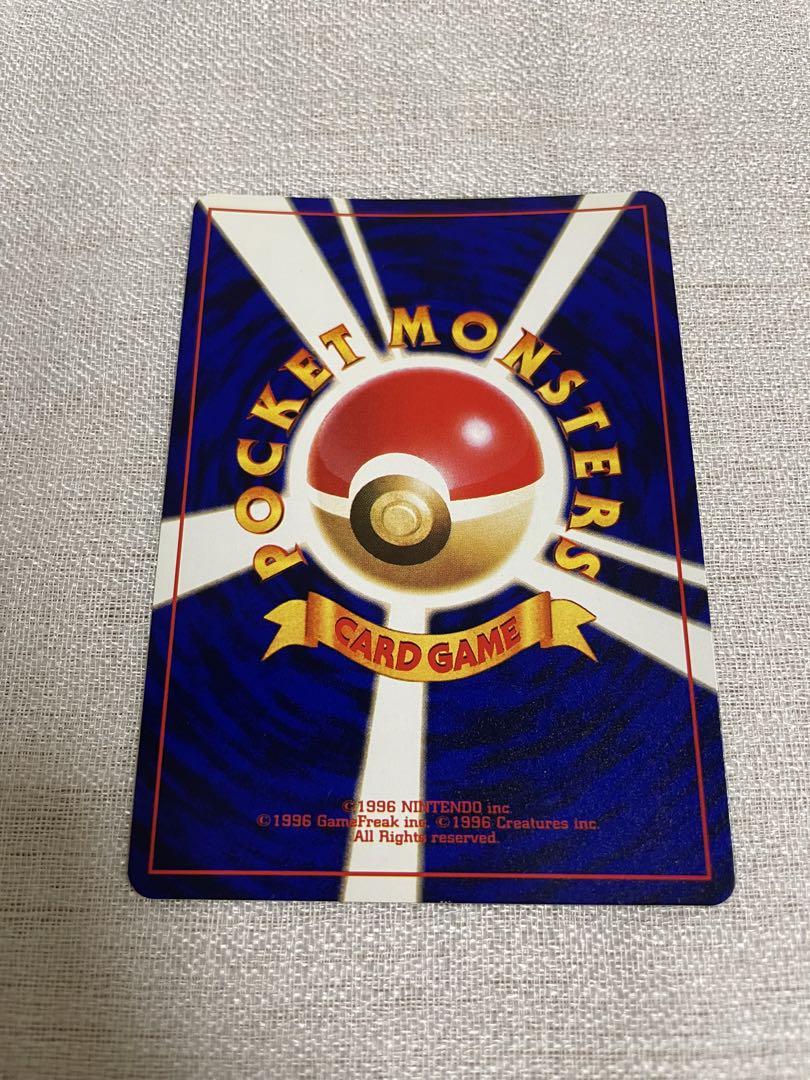 POCKET MONSTERS
CARD GAME
©1996 NINTENDO inc.
©1996 GameFreak inc. ©1996 Creatures inc.
All Rights reserved.